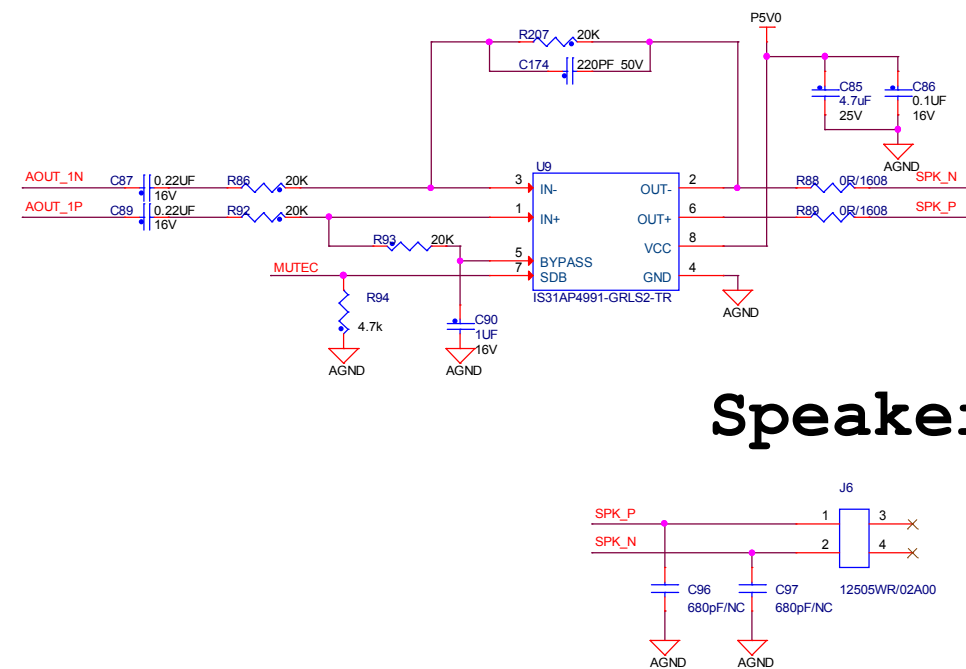 P5V0
R207 20K
C174 220PF 50V
C85 C86
4.7uF 0.1UF
25V 16V
AGND
U9
AOUT_1N C87 0.22UF R86 20K 3 IN- OUT- 2 R88 0R/1608 SPK_N
16V
AOUT_1P C89 0.22UF R92 20K 1 IN+ OUT+ 6 R89 0R/1608 SPK_P
16V
R93 20K VCC 8
5 BYPASS
MUTEC 7 SDB GND 4
IS31AP4991-GRLS2-TR
R94
4.7k
C90
1UF
16V
AGND
AGND AGND
J6
SPK_P 1 3
SPK_N 2 4
C96 C97 12505WR/02A00
680pF/NC 680pF/NC
AGND AGND